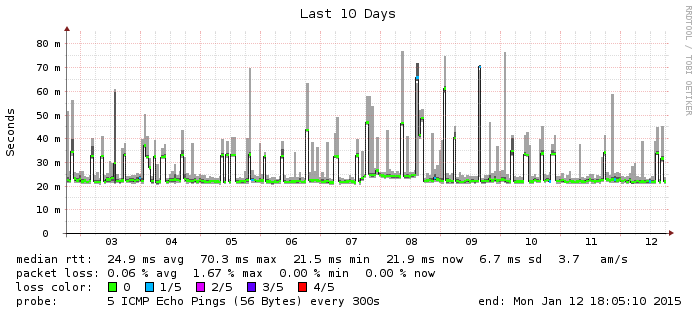 Last 10 Days
RRDTOOL / TOBI OETIKER
Seconds
80 m
70 m
60 m
50 m
40 m
30 m
20 m
10 m
0
03 04 05 06 07 08 09 10 11 12
median rtt: 24.9 ms avg 70.3 ms max 21.5 ms min 21.9 ms now 6.7 ms sd 3.7 am/s
packet loss: 0.06 % avg 1.67 % max 0.00 % min 0.00 % now
loss color: 0 1/5 2/5 3/5 4/5
probe: 5 ICMP Echo Pings (56 Bytes) every 300s end: Mon Jan 12 18:05:10 2015